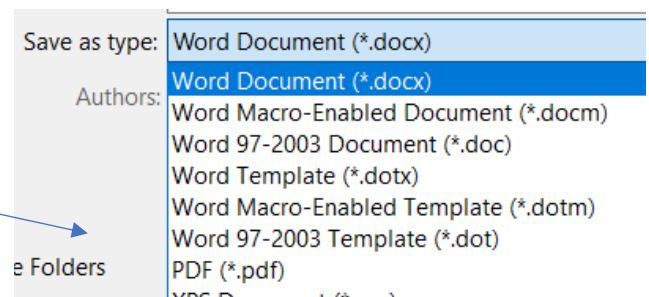 Save as type: Word Document (*.docx)
Word Document (*.docx)
Authors:
Word Macro-Enabled Document (*.docm)
Word 97-2003 Document (*.doc)
Word Template (*.dotx)
Word Macro-Enabled Template (*.dotm)
Word 97-2003 Template (*.dot)
e Folders
PDF (*.pdf)